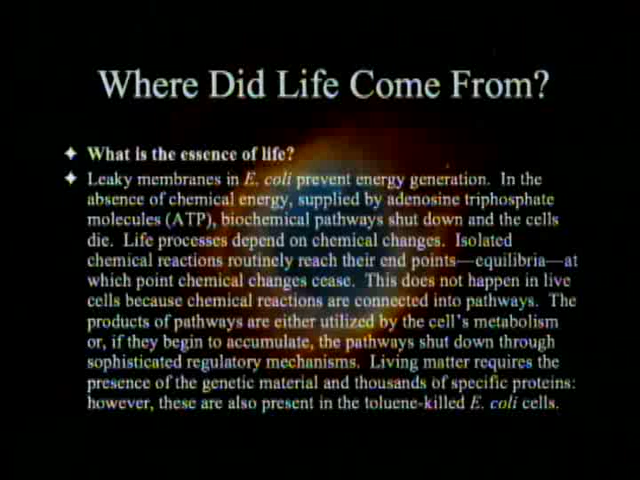 Where Did Life Come From?
What is the essence of life?
Leaky membranes in E. coli prevent energy generation. In the
absence of chemical energy, supplied by adenosine triphosphate
molecules (ATP), biochemical pathways shut down and the cells
die. Life processes depend on chemical changes. Isolated
chemical reactions routinely reach their end points—equilibria—at
which point chemical changes cease. This does not happen in live
cells because chemical reactions are connected into pathways. The
products of pathways are either utilized by the cell's metabolism
or, if they begin to accumulate, the pathways shut down through
sophisticated regulatory mechanisms. Living matter requires the
presence of the genetic material and thousands of specific proteins:
however, these are also present in the toluene-killed E. coli cells.